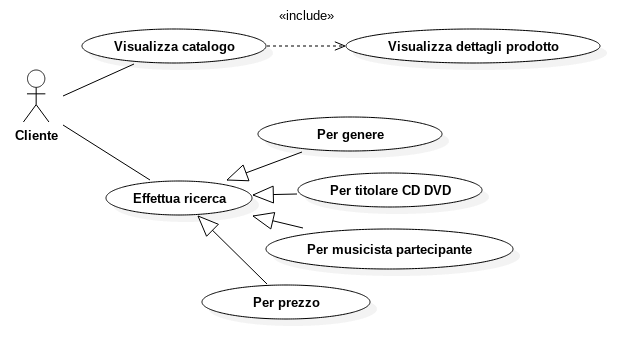 «include»
Visualizza catalogo
Visualizza dettagli prodotto
Cliente
Per genere
Per titolare CD DVD
Effettua ricerca
Per musicista partecipante
Per prezzo